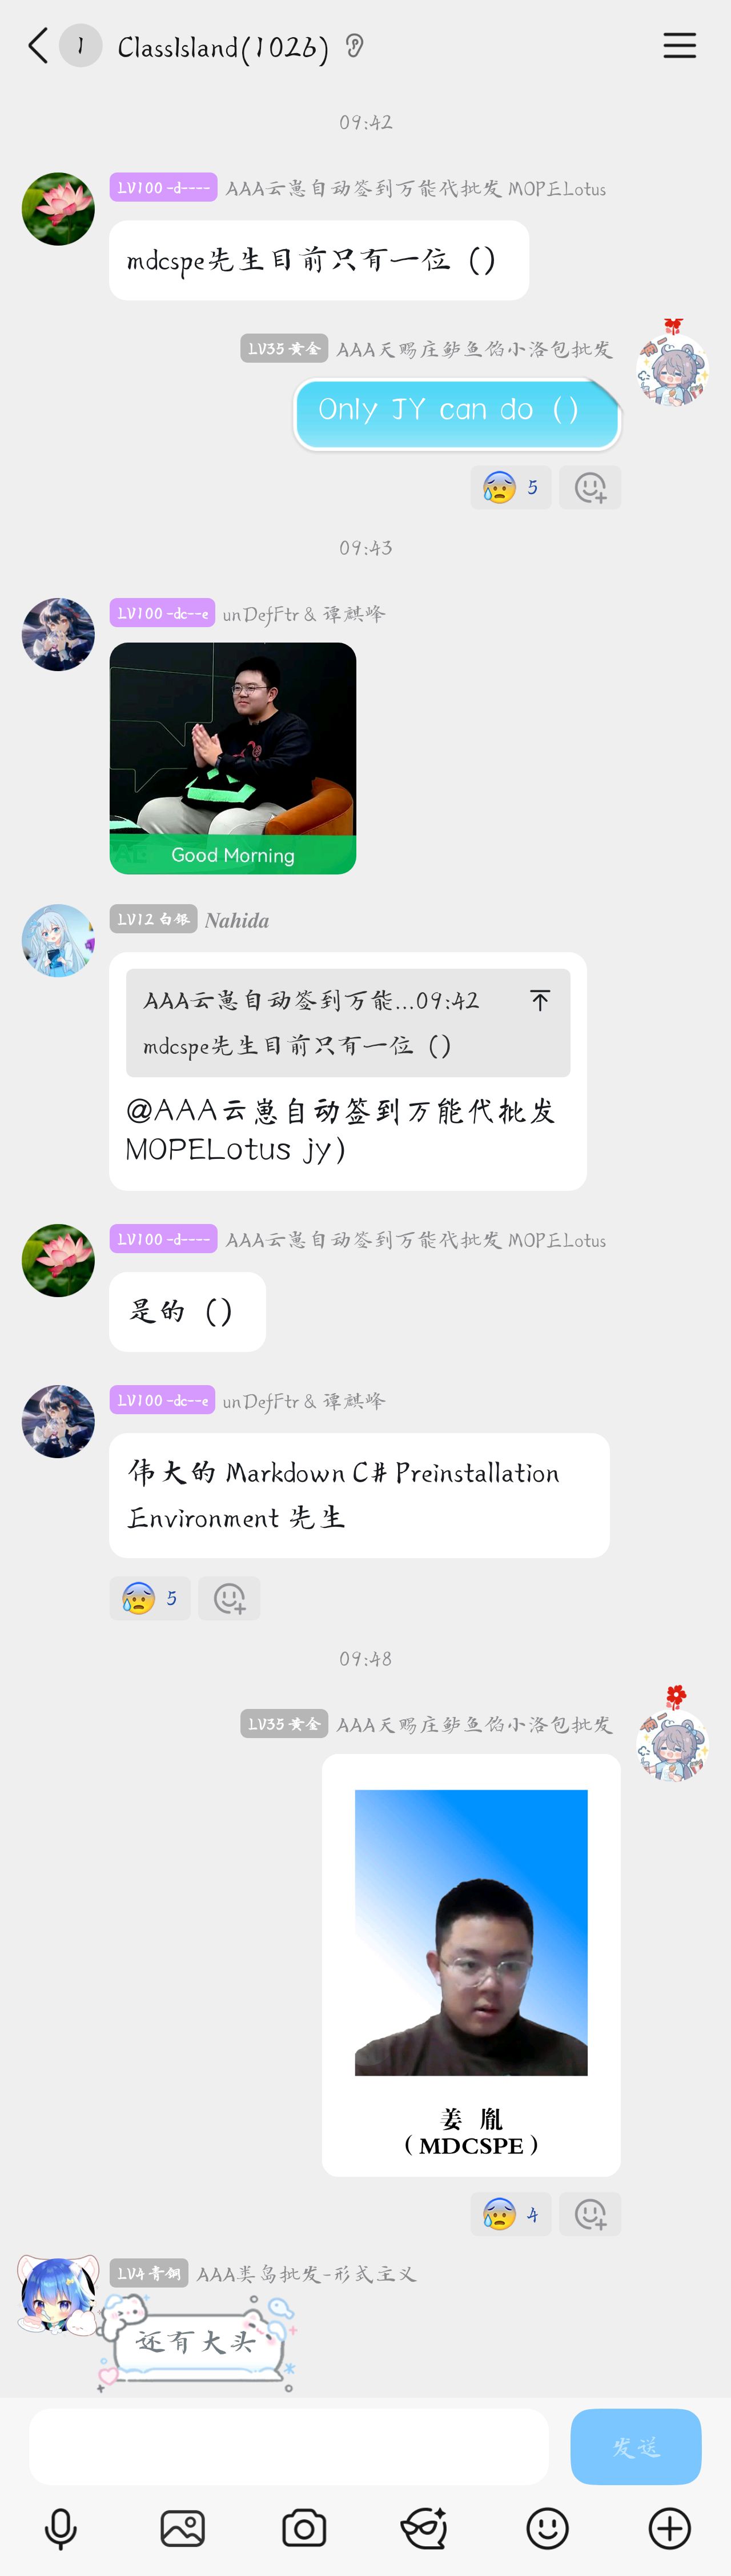 1 ClassIsland(1026)
09:42
LV100 -d---- AAA云崽自动签到万能代批发 MOPELotus
mdcspe先生目前只有一位（）
LV35 黄金 AAA天赐庄鲈鱼馅小洛包批发
Only JY can do（）
5
09:43
LV100 -dc--e unDefFtr & 谭祺峰
Good Morning
LV12 白银 Nahida
AAA云崽自动签到万能...09:42
mdcspe先生目前只有一位（）
@AAA云崽自动签到万能代批发
MOPELotus jy）
LV100 -d---- AAA云崽自动签到万能代批发 MOPELotus
是的（）
LV100 -dc--e unDefFtr & 谭祺峰
伟大的 Markdown C# Preinstallation
Environment 先生
5
09:48
LV35 黄金 AAA天赐庄鲈鱼馅小洛包批发
姜 胤
（MDCSPE）
4
LV4 青铜 AAA类岛批发-形式主义
还有大头
发送